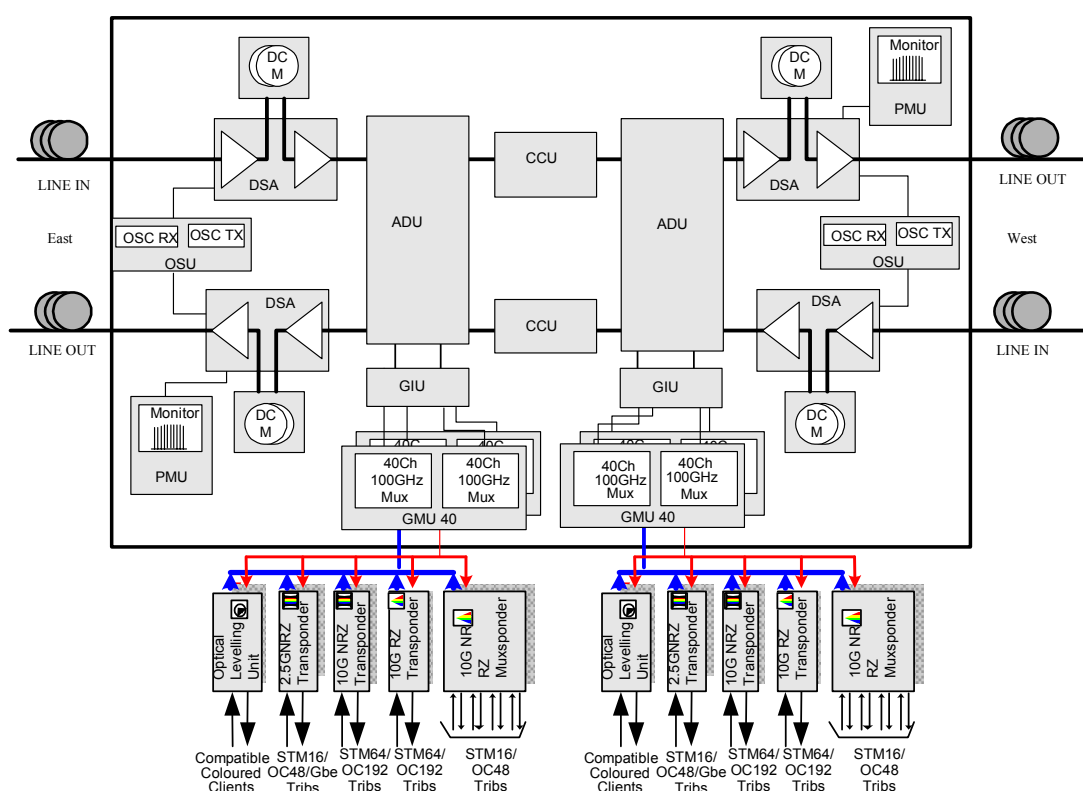 DC
M
DC
M
Monitor
PMU
LINE IN
DSA
CCU
DSA
LINE OUT
East
OSC RX
OSC TX
OSU
ADU
ADU
OSC RX
OSC TX
OSU
West
LINE OUT
DSA
CCU
DSA
LINE IN
Monitor
PMU
DC
M
GIU
GIU
DC
M
40Ch
100GHz
Mux
40Ch
100GHz
Mux
GMU 40
40Ch
100GHz
Mux
40Ch
100GHz
Mux
GMU 40
Optical
Levelling
Unit
2.5GNRZ
Transponder
10G NRZ
Transponder
10G RZ
Transponder
10G NR
RZ
Muxsponder
Optical
Levelling
Unit
2.5GNRZ
Transponder
10G NRZ
Transponder
10G RZ
Transponder
10G NR
RZ
Muxsponder
Compatible
Coloured
Clients
STM16/
OC48/Gbe
Tribs
STM64/
OC192
Tribs
STM64/
OC192
Tribs
STM16/
OC48
Tribs
Compatible
Coloured
Clients
STM16/
OC48/Gbe
Tribs
STM64/
OC192
Tribs
STM64/
OC192
Tribs
STM16/
OC48
Tribs